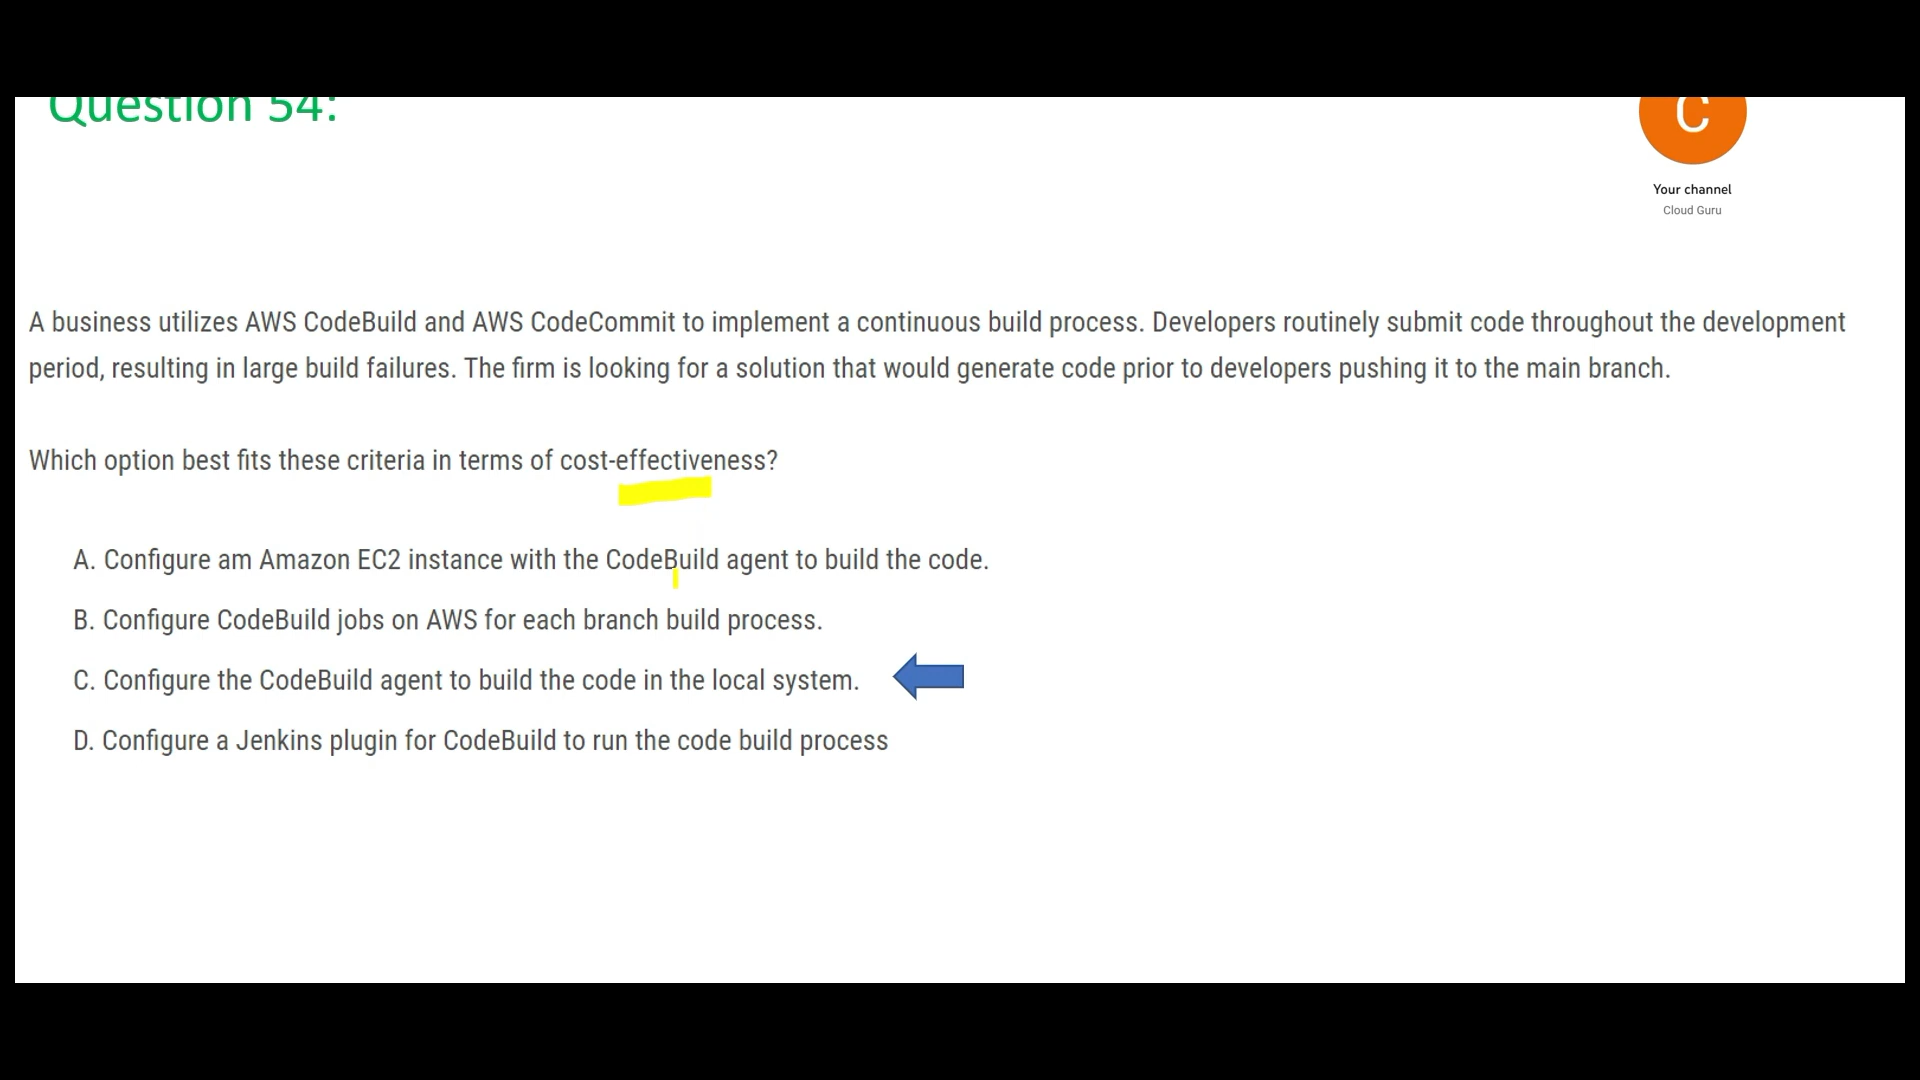 Question 54:
C
Your channel
Cloud Guru
A business utilizes AWS CodeBuild and AWS CodeCommit to implement a continuous build process. Developers routinely submit code throughout the development
period, resulting in large build failures. The firm is looking for a solution that would generate code prior to developers pushing it to the main branch.
Which option best fits these criteria in terms of cost-effectiveness?
A. Configure am Amazon EC2 instance with the CodeBuild agent to build the code.
B. Configure CodeBuild jobs on AWS for each branch build process.
C. Configure the CodeBuild agent to build the code in the local system.
D. Configure a Jenkins plugin for CodeBuild to run the code build process